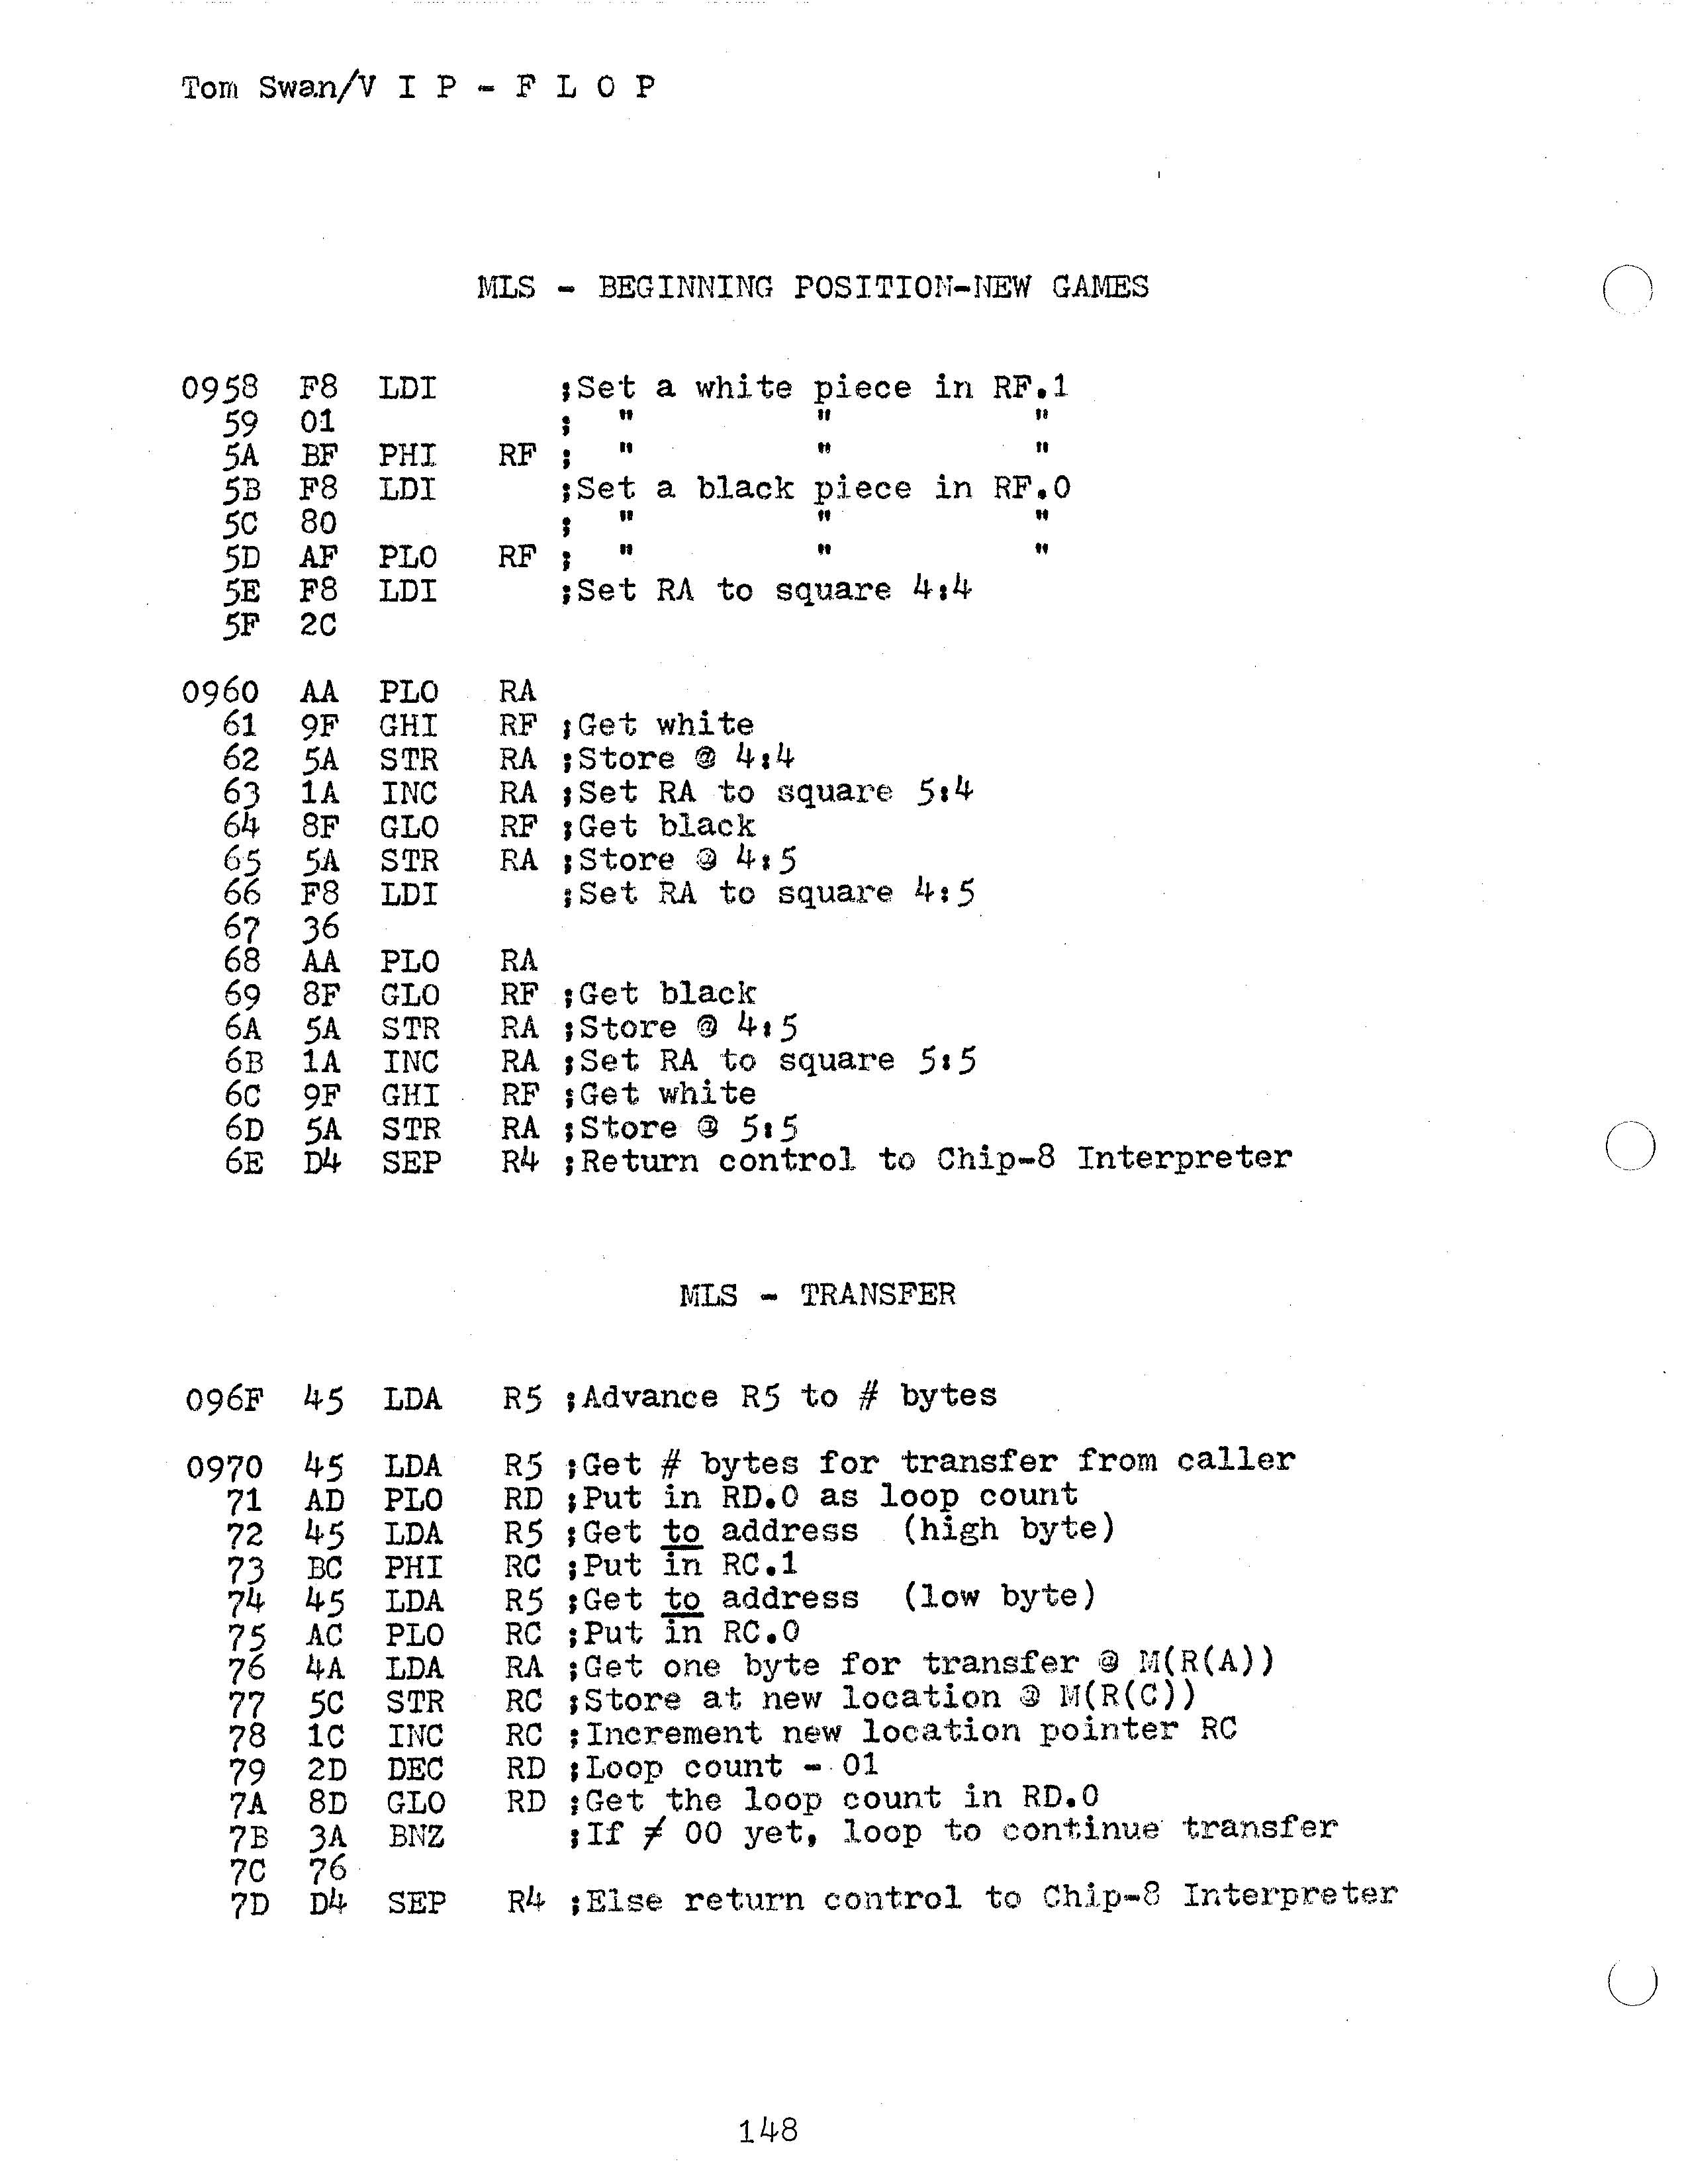 Tom Swan/V I P - F L O P
MLS - BEGINNING POSITION-NEW GAMES
0958 F8 LDI ;Set a white piece in RF.1
59 01 ; " " "
5A BF PHI RF ; " " "
5B F8 LDI ;Set a black piece in RF.0
5C 80 ; " " "
5D AF PLO RF ; " " "
5E F8 LDI ;Set RA to square 4:4
5F 2C
0960 AA PLO RA
61 9F GHI RF ;Get white
62 5A STR RA ;Store @ 4:4
63 1A INC RA ;Set RA to square 5:4
64 8F GLO RF ;Get black
65 5A STR RA ;Store @ 4:5
66 F8 LDI ;Set RA to square 4:5
67 36
68 AA PLO RA
69 8F GLO RF ;Get black
6A 5A STR RA ;Store @ 4:5
6B 1A INC RA ;Set RA to square 5:5
6C 9F GHI RF ;Get white
6D 5A STR RA ;Store @ 5:5
6E D4 SEP R4 ;Return control to Chip-8 Interpreter
MLS - TRANSFER
096F 45 LDA R5 ;Advance R5 to # bytes
0970 45 LDA R5 ;Get # bytes for transfer from caller
71 AD PLO RD ;Put in RD.0 as loop count
72 45 LDA R5 ;Get to address (high byte)
73 BC PHI RC ;Put in RC.1
74 45 LDA R5 ;Get to address (low byte)
75 AC PLO RC ;Put in RC.0
76 4A LDA RA ;Get one byte for transfer @ M(R(A))
77 5C STR RC ;Store at new location @ M(R(C))
78 1C INC RC ;Increment new location pointer RC
79 2D DEC RD ;Loop count - 01
7A 8D GLO RD ;Get the loop count in RD.0
7B 3A BNZ ;If ≠ 00 yet, loop to continue transfer
7C 76
7D D4 SEP R4 ;Else return control to Chip-8 Interpreter
148